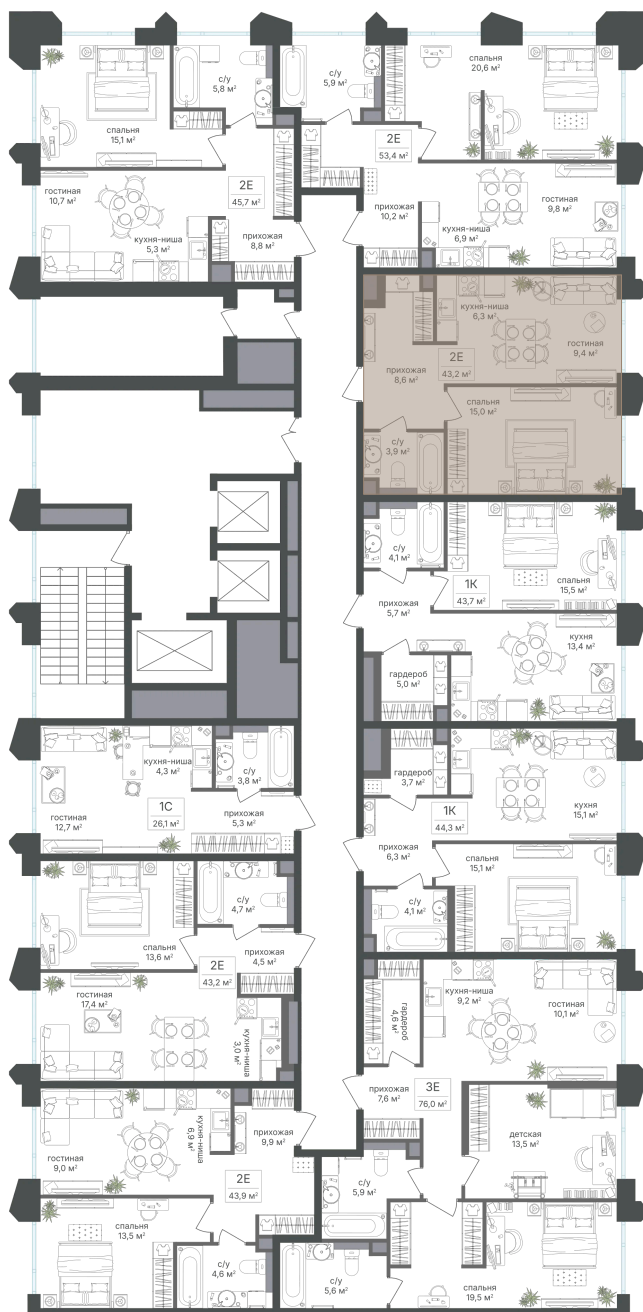 с/у
5,8 м²
с/у
5,9 м²
спальня
20,6 м²
спальня
15,1 м²
2Е
53,4 м²
гостиная
10,7 м²
2Е
45,7 м²
кухня-ниша
5,3 м²
прихожая
8,8 м²
прихожая
10,2 м²
гостиная
9,8 м²
кухня-ниша
6,9 м²
кухня-ниша
6,3 м²
гостиная
9,4 м²
2Е
43,2 м²
прихожая
8,6 м²
спальня
15,0 м²
с/у
3,9 м²
с/у
4,1 м²
1К
43,7 м²
спальня
15,5 м²
прихожая
5,7 м²
кухня
13,4 м²
гардероб
5,0 м²
кухня-ниша
4,3 м²
с/у
3,8 м²
гардероб
3,7 м²
1С
26,1 м²
гостиная
12,7 м²
прихожая
5,3 м²
кухня
15,1 м²
1К
44,3 м²
прихожая
6,3 м²
спальня
15,1 м²
с/у
4,7 м²
с/у
4,1 м²
спальня
13,6 м²
прихожая
4,5 м²
2Е
43,2 м²
гостиная
17,4 м²
кухня-ниша
3,0 м²
гардероб
4,6 м²
кухня-ниша
9,2 м²
гостиная
10,1 м²
прихожая
7,6 м²
3Е
76,0 м²
кухня-ниша
6,9 м²
прихожая
9,9 м²
гостиная
9,0 м²
детская
13,5 м²
2Е
43,9 м²
с/у
5,9 м²
спальня
13,5 м²
с/у
4,6 м²
с/у
5,6 м²
спальня
19,5 м²